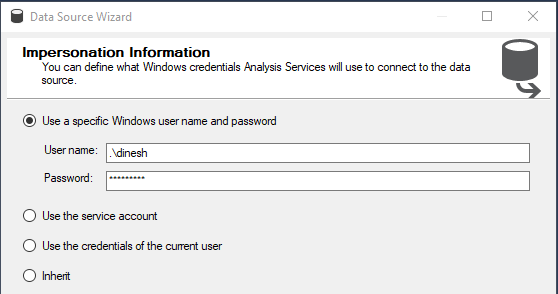 Data Source Wizard
Impersonation Information
You can define what Windows credentials Analysis Services will use to connect to the data
source.
Use a specific Windows user name and password
User name: .\dinesh
Password: *********
Use the service account
Use the credentials of the current user
Inherit